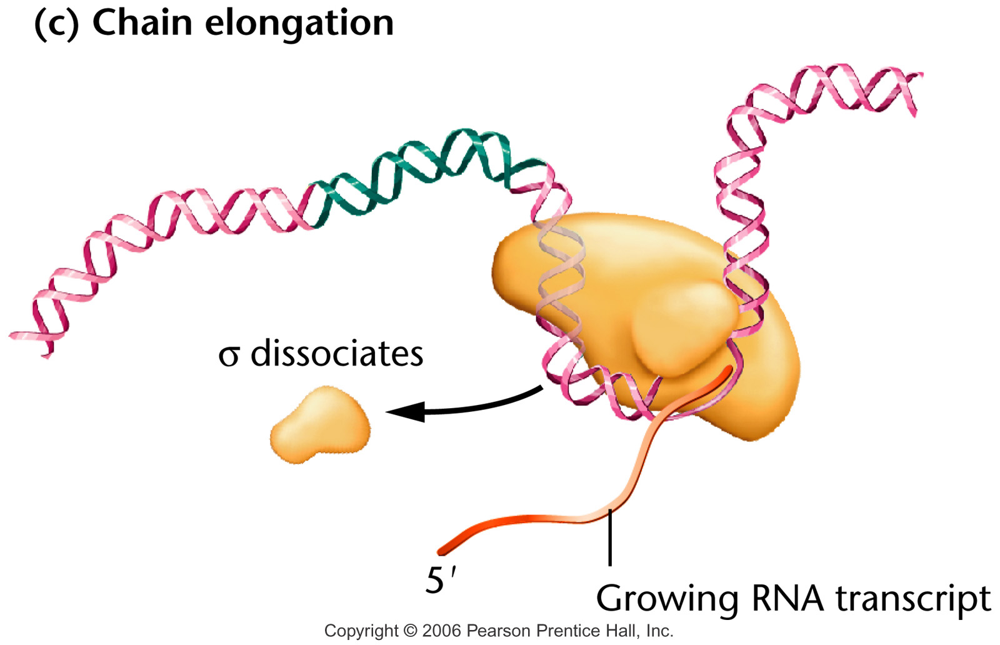 (c) Chain elongation
σ dissociates
5′
Growing RNA transcript
Copyright © 2006 Pearson Prentice Hall, Inc.